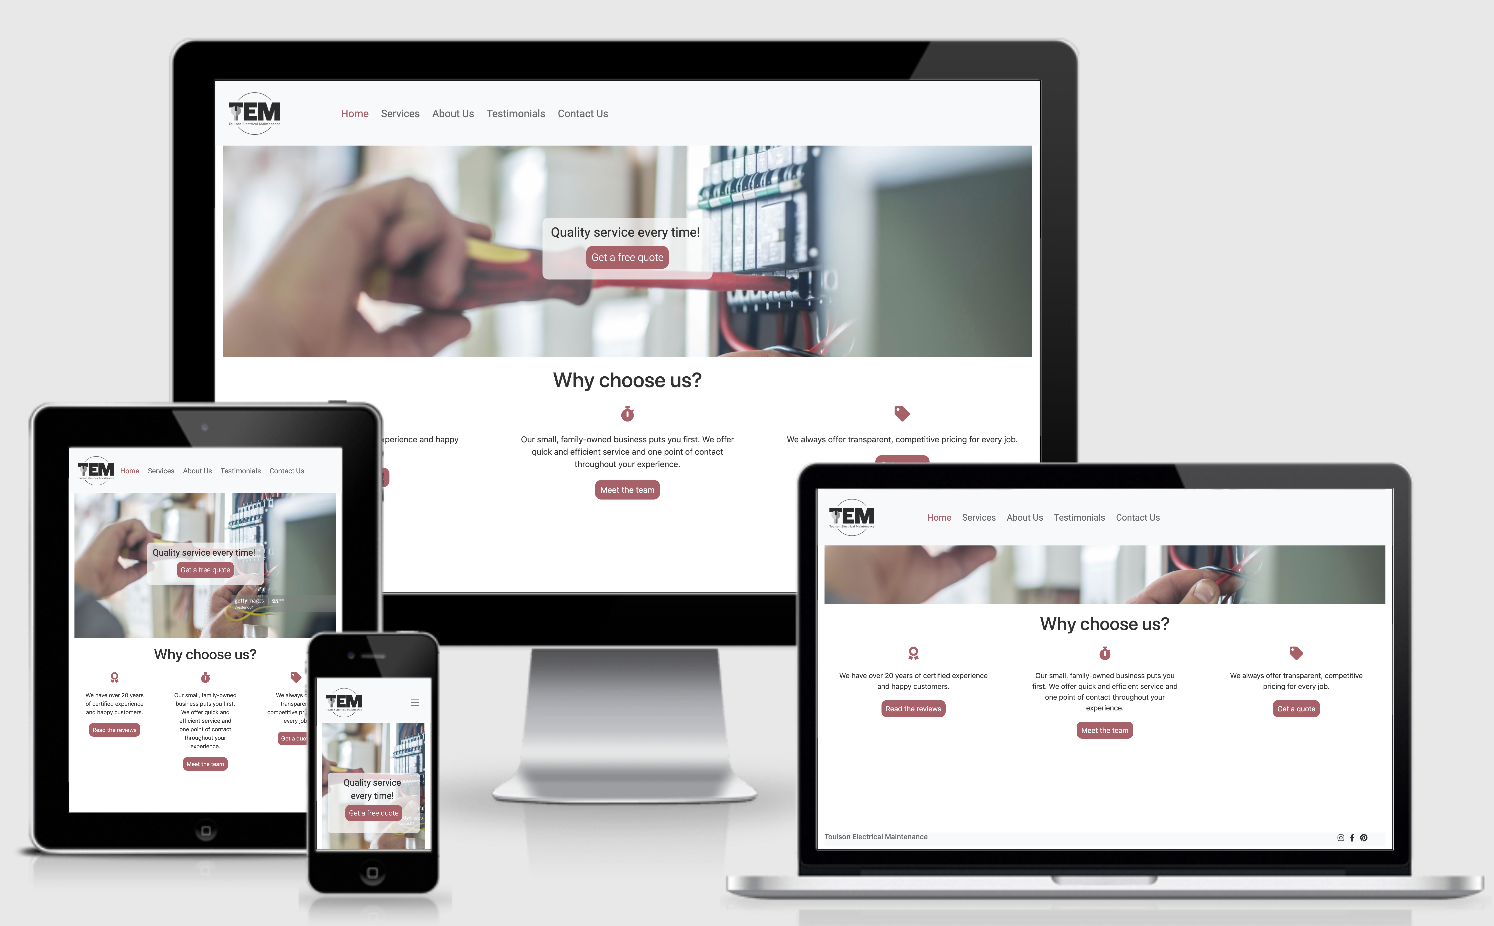 TEM
Toulson Electrical Maintenance
Home Services About Us Testimonials Contact Us
Quality service every time!
Get a free quote
Why choose us?
xperience and happy
Our small, family-owned business puts you first. We offer
quick and efficient service and one point of contact
throughout your experience.
Meet the team
We always offer transparent, competitive pricing for every job.
TEM
Home Services About Us Testimonials Contact Us
Quality service every time!
Get a free quote
gettyimages
Why choose us?
We have over 20 years
of certified experience
and happy customers.
Read the reviews
Our small, family-owned
business puts you first.
We offer quick and
efficient service and
one point of contact
throughout your
experience.
Meet the team
We always o
transparen
competitive pri
every job
Get a quo
TEM
Quality service
every time!
Get a free quote
TEM
Toulson Electrical Maintenance
Home Services About Us Testimonials Contact Us
Why choose us?
We have over 20 years of certified experience
and happy customers.
Read the reviews
Our small, family-owned business puts you
first. We offer quick and efficient service and
one point of contact throughout your
experience.
Meet the team
We always offer transparent, competitive
pricing for every job.
Get a quote
Toulson Electrical Maintenance